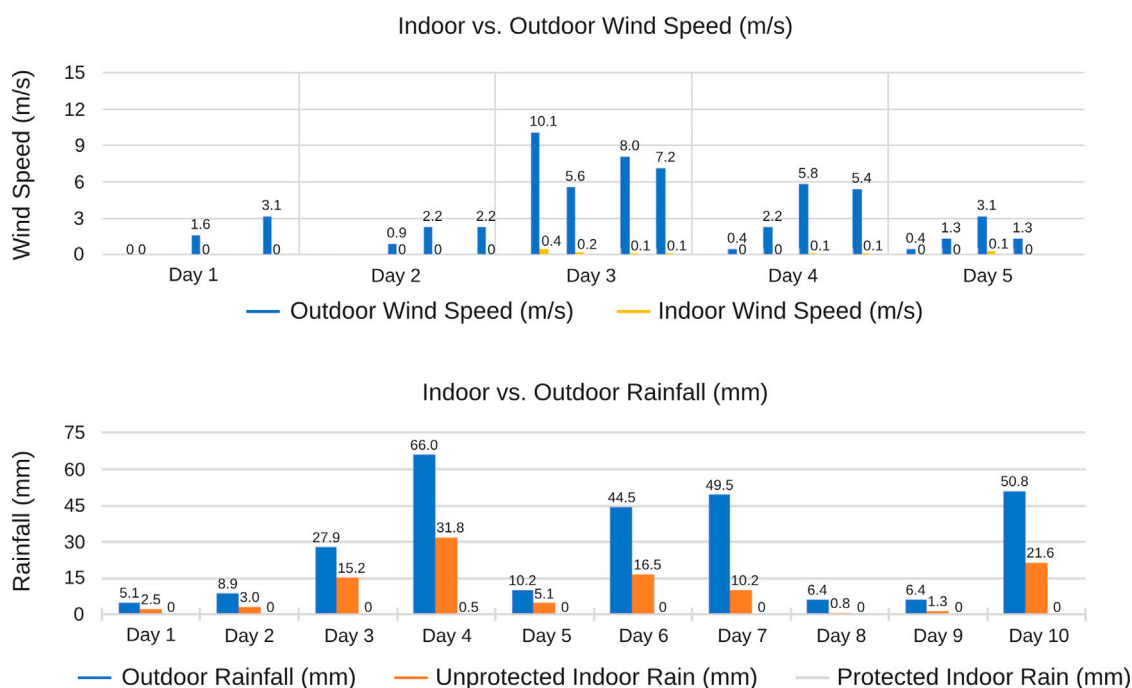 Indoor vs. Outdoor Wind Speed (m/s)
Wind Speed (m/s)
15
12
9
6
3
0
0 0 1.6 0 3.1 0
0.9 0 2.2 0 2.2 0
10.1 0.4 5.6 0.2 8.0 0.1 7.2 0.1
0.4 0 2.2 0 5.8 0.1 5.4 0.1
0.4 0 1.3 0 3.1 0.1 1.3 0
Day 1 Day 2 Day 3 Day 4 Day 5
Outdoor Wind Speed (m/s) Indoor Wind Speed (m/s)
Indoor vs. Outdoor Rainfall (mm)
Rainfall (mm)
75
60
45
30
15
0
5.1 2.5 0
8.9 3.0 0
27.9 15.2 0
66.0 31.8 0.5
10.2 5.1 0
44.5 16.5 0
49.5 10.2 0
6.4 0.8 0
6.4 1.3 0
50.8 21.6 0
Day 1 Day 2 Day 3 Day 4 Day 5 Day 6 Day 7 Day 8 Day 9 Day 10
Outdoor Rainfall (mm) Unprotected Indoor Rain (mm) Protected Indoor Rain (mm)